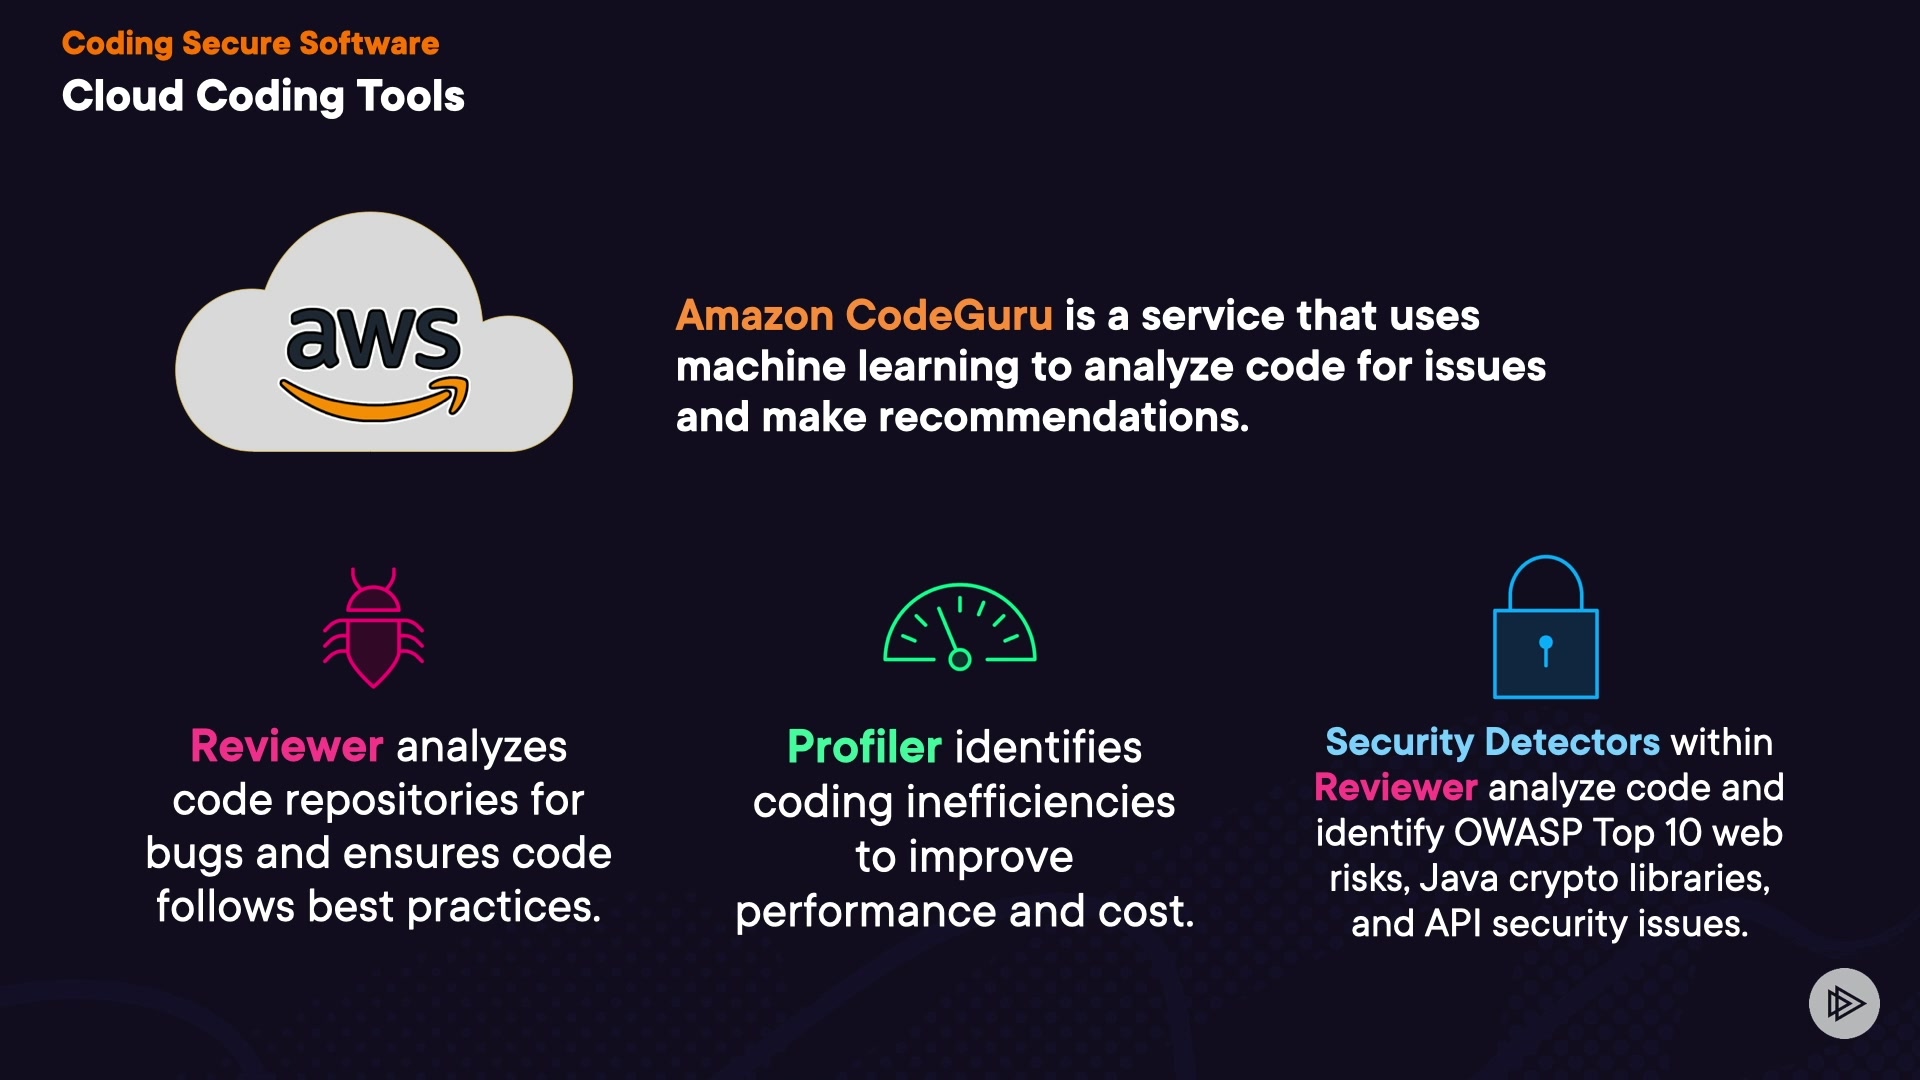 Coding Secure Software
Cloud Coding Tools
aws
Amazon CodeGuru is a service that uses
machine learning to analyze code for issues
and make recommendations.
Reviewer analyzes
code repositories for
bugs and ensures code
follows best practices.
Profiler identifies
coding inefficiencies
to improve
performance and cost.
Security Detectors within
Reviewer analyze code and
identify OWASP Top 10 web
risks, Java crypto libraries,
and API security issues.